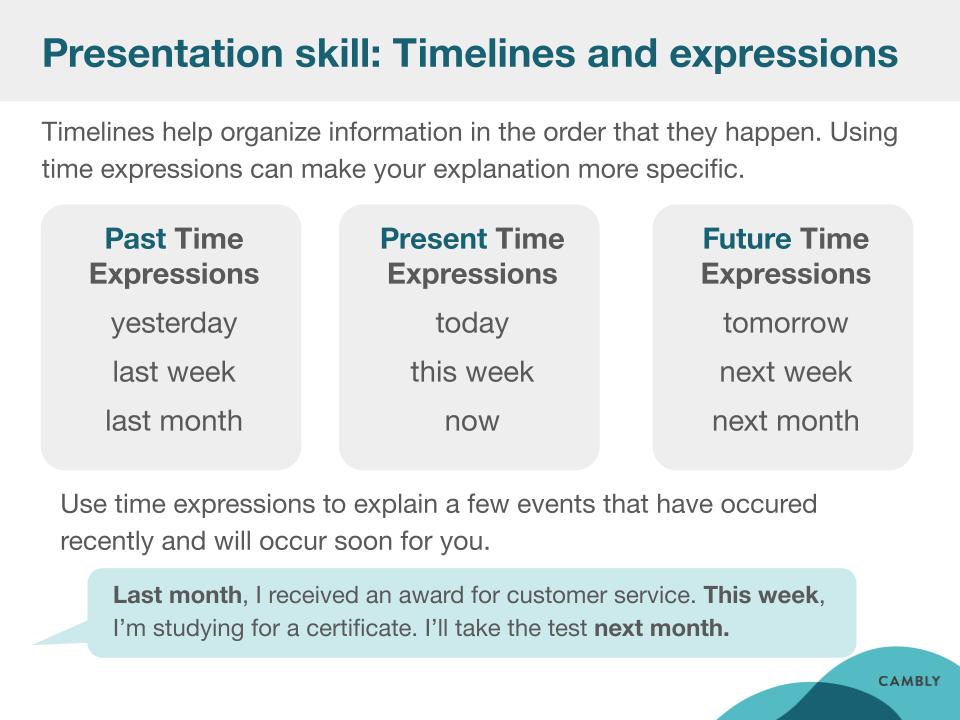 Presentation skill: Timelines and expressions
Timelines help organize information in the order that they happen. Using
time expressions can make your explanation more specific.
Past Time
Expressions
yesterday
last week
last month
Present Time
Expressions
today
this week
now
Future Time
Expressions
tomorrow
next week
next month
Use time expressions to explain a few events that have occured
recently and will occur soon for you.
Last month, I received an award for customer service. This week,
I’m studying for a certificate. I’ll take the test next month.
CAMBLY